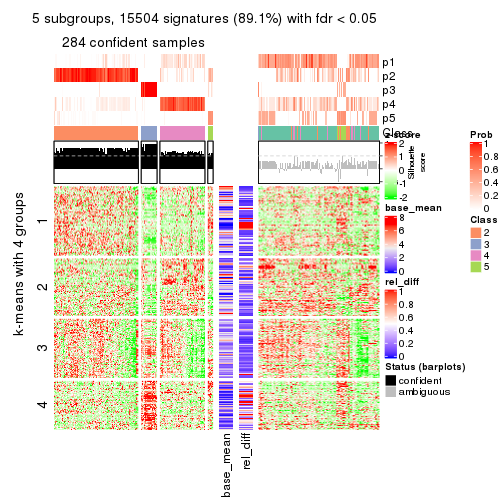 5 subgroups, 15504 signatures (89.1%) with fdr < 0.05
284 confident samples
p1
p2
p3
p4
p5
Class
z-score
2
1
0
-1
-2
Silhouette
score
Prob
1
0.8
0.6
0.4
0.2
0
Class
2
3
4
5
base_mean
8
6
4
2
0
rel_diff
1
0.8
0.6
0.4
0.2
0
Status (barplots)
confident
ambiguous
k-means with 4 groups
1
2
3
4
base_mean
rel_diff